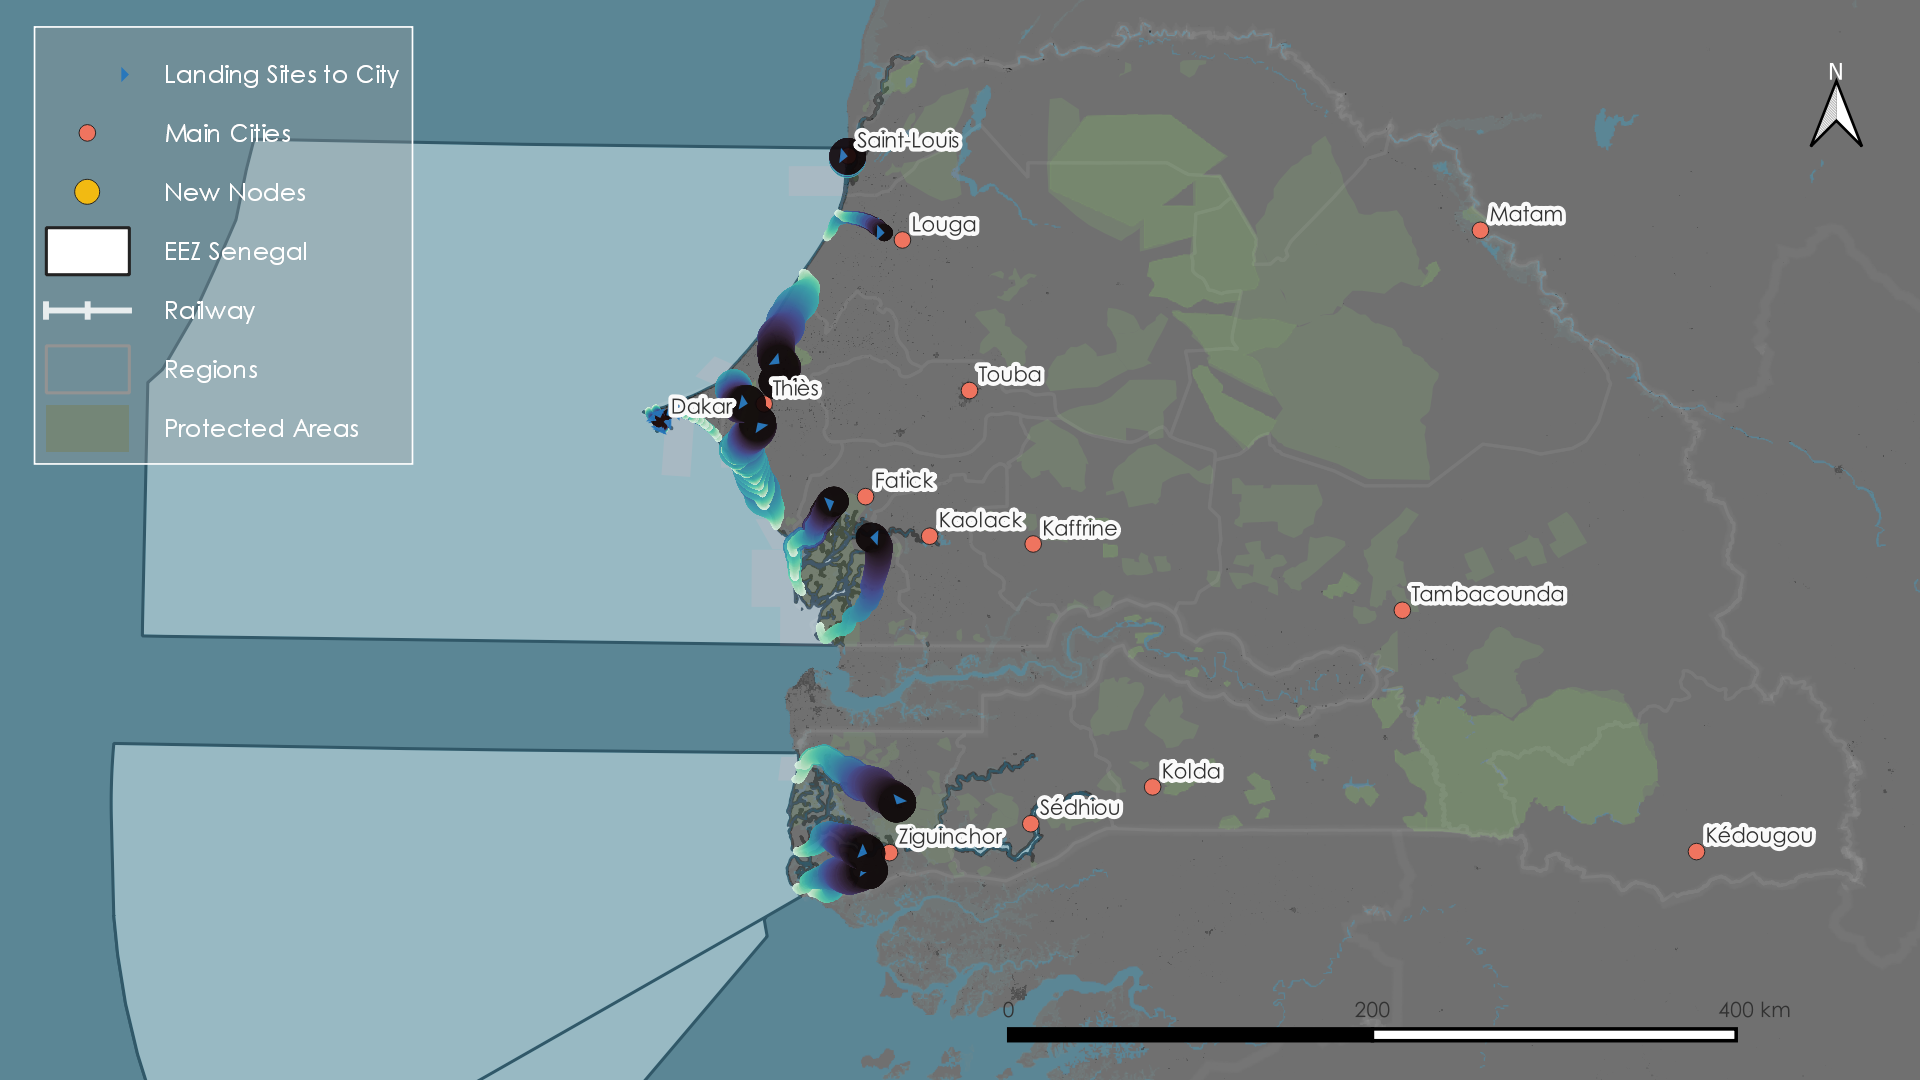 Landing Sites to City
Main Cities
New Nodes
EEZ Senegal
Railway
Regions
Protected Areas
N
Saint-Louis
Louga
Matam
Touba
Thiès
Dakar
Fatick
Kaolack
Kaffrine
Tambacounda
Kolda
Sédhiou
Ziguinchor
Kédougou
0 200 400 km